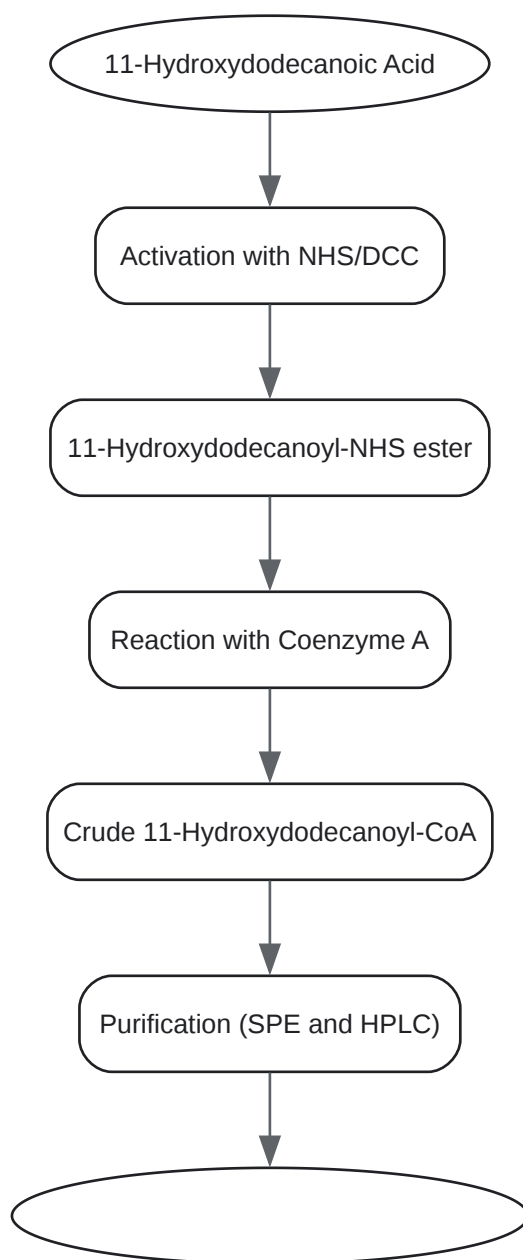 11-Hydroxydodecanoic Acid
Activation with NHS/DCC
11-Hydroxydodecanoyl-NHS ester
Reaction with Coenzyme A
Crude 11-Hydroxydodecanoyl-CoA
Purification (SPE and HPLC)